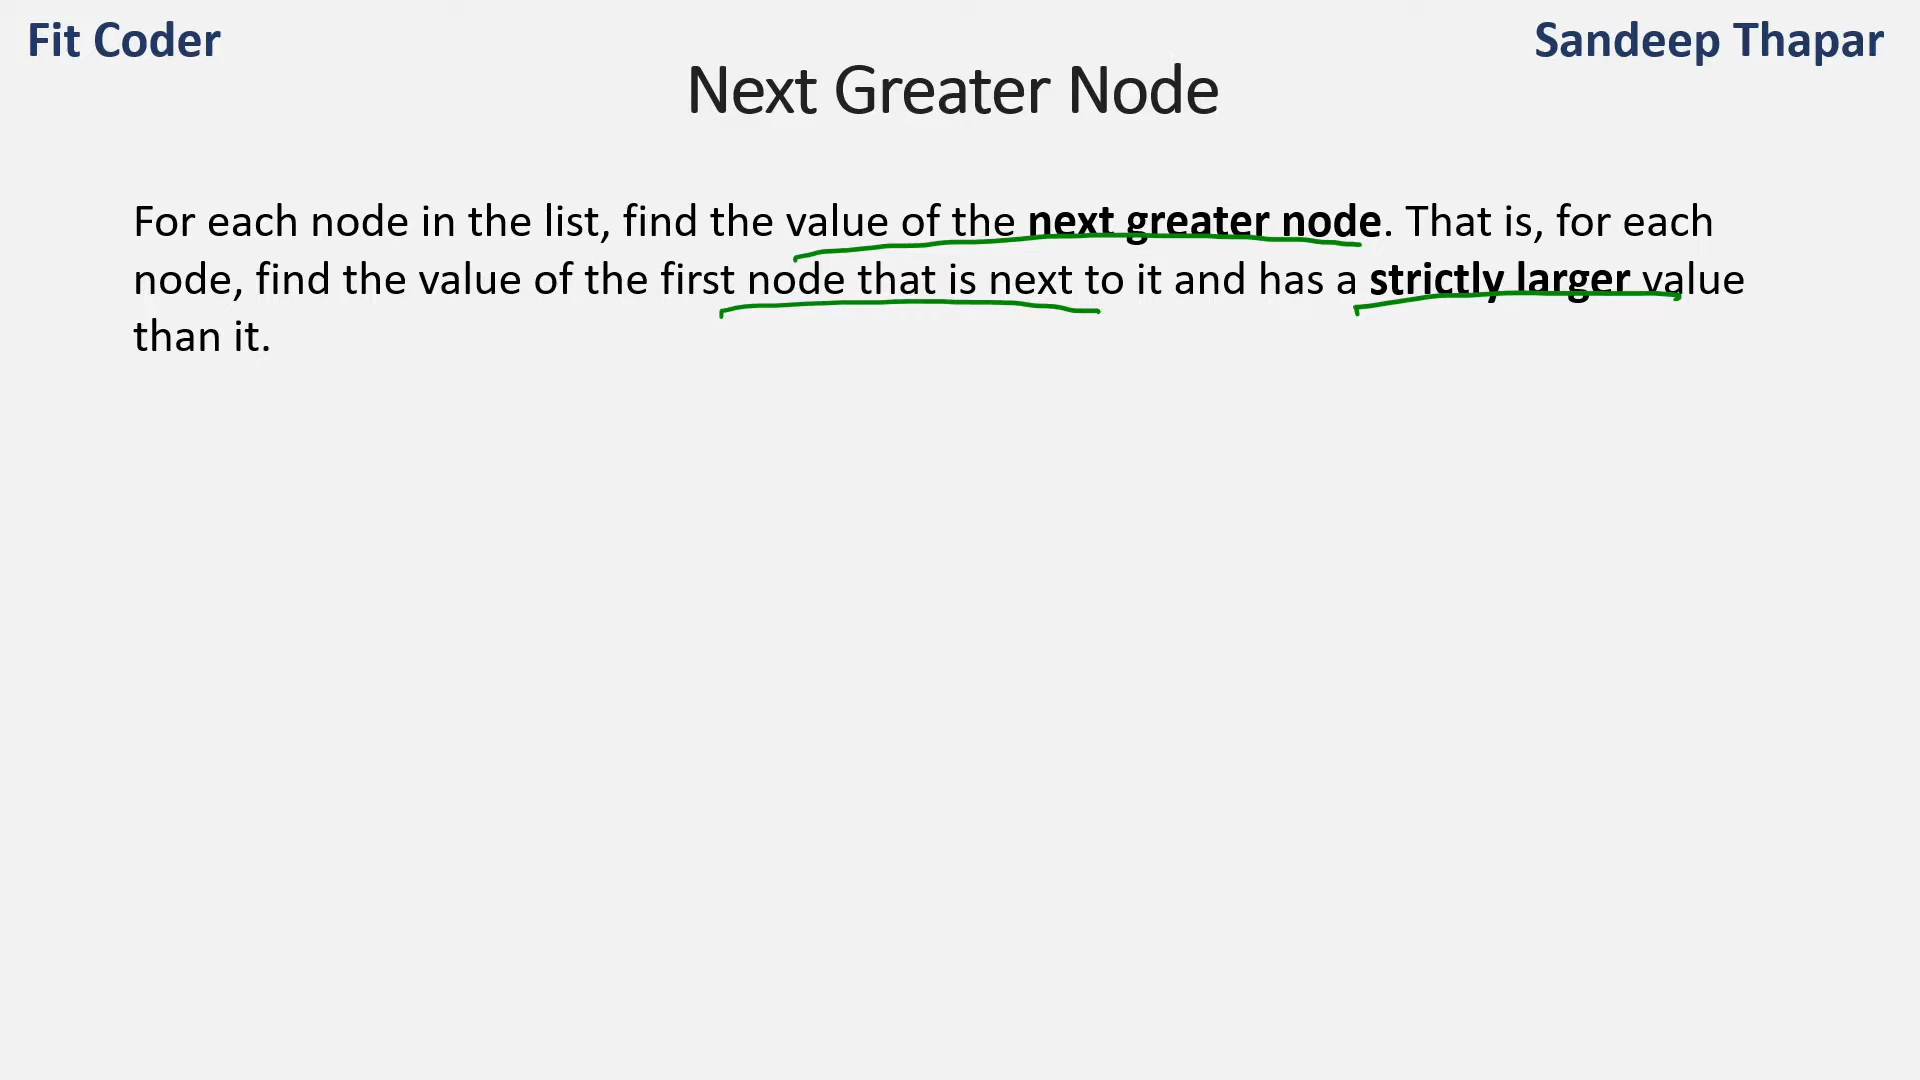 Fit Coder
Sandeep Thapar
Next Greater Node
For each node in the list, find the value of the next greater node. That is, for each
node, find the value of the first node that is next to it and has a strictly larger value
than it.